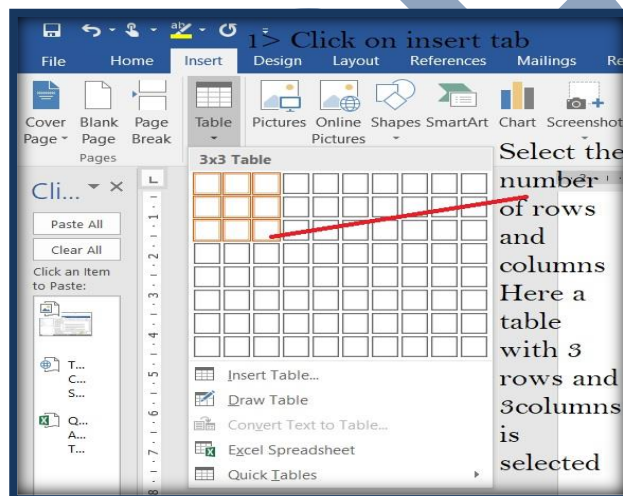 1> Click on insert tab
File Home Insert Design Layout References Mailings Re
Cover Page Blank Page Page Break Table Pictures Online Pictures Shapes SmartArt Chart Screenshot
Pages
3x3 Table
Select the
number
of rows
and
columns
Here a
table
with 3
rows and
3columns
is
selected
Cli...
Paste All
Clear All
Click an Item
to Paste:
T...
C...
S...
Q...
A...
T...
Insert Table...
Draw Table
Convert Text to Table...
Excel Spreadsheet
Quick Tables